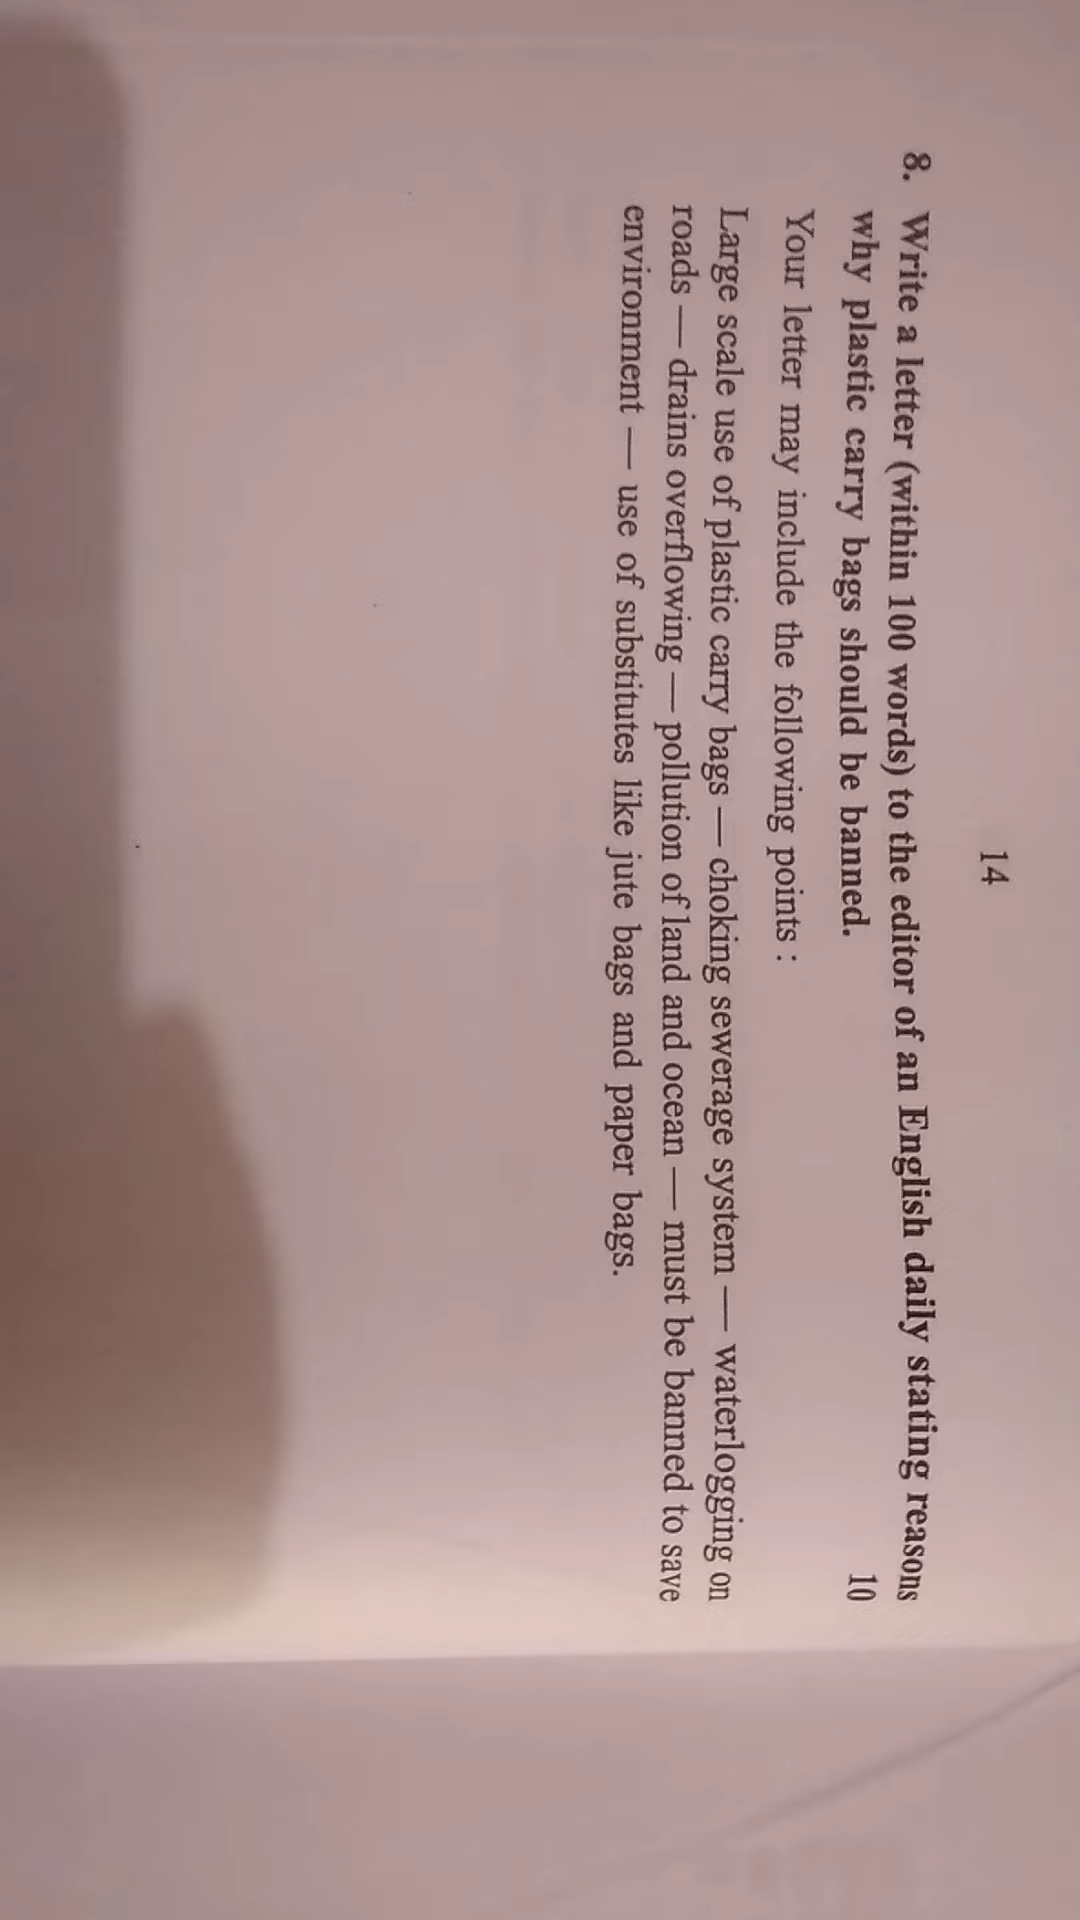 14
8. Write a letter (within 100 words) to the editor of an English daily stating reasons
why plastic carry bags should be banned. 10
Your letter may include the following points :
Large scale use of plastic carry bags — choking sewerage system — waterlogging on
roads — drains overflowing — pollution of land and ocean — must be banned to save
environment — use of substitutes like jute bags and paper bags.